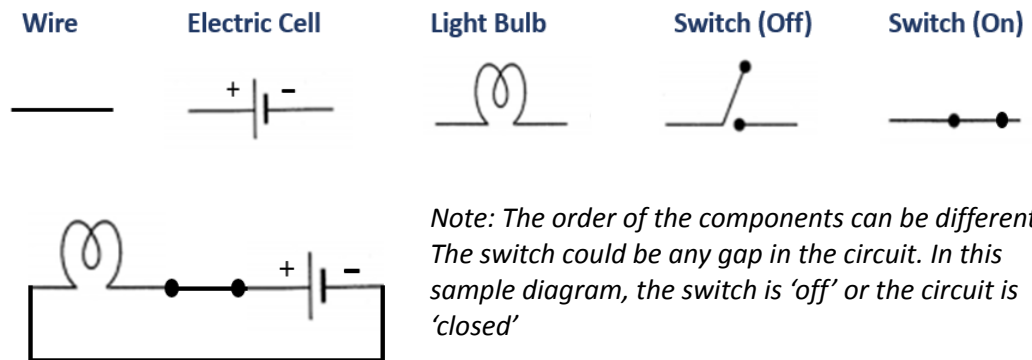 Wire Electric Cell Light Bulb Switch (Off) Switch (On)
+ −
Note: The order of the components can be different
The switch could be any gap in the circuit. In this
+ −
sample diagram, the switch is ‘off’ or the circuit is
‘closed’